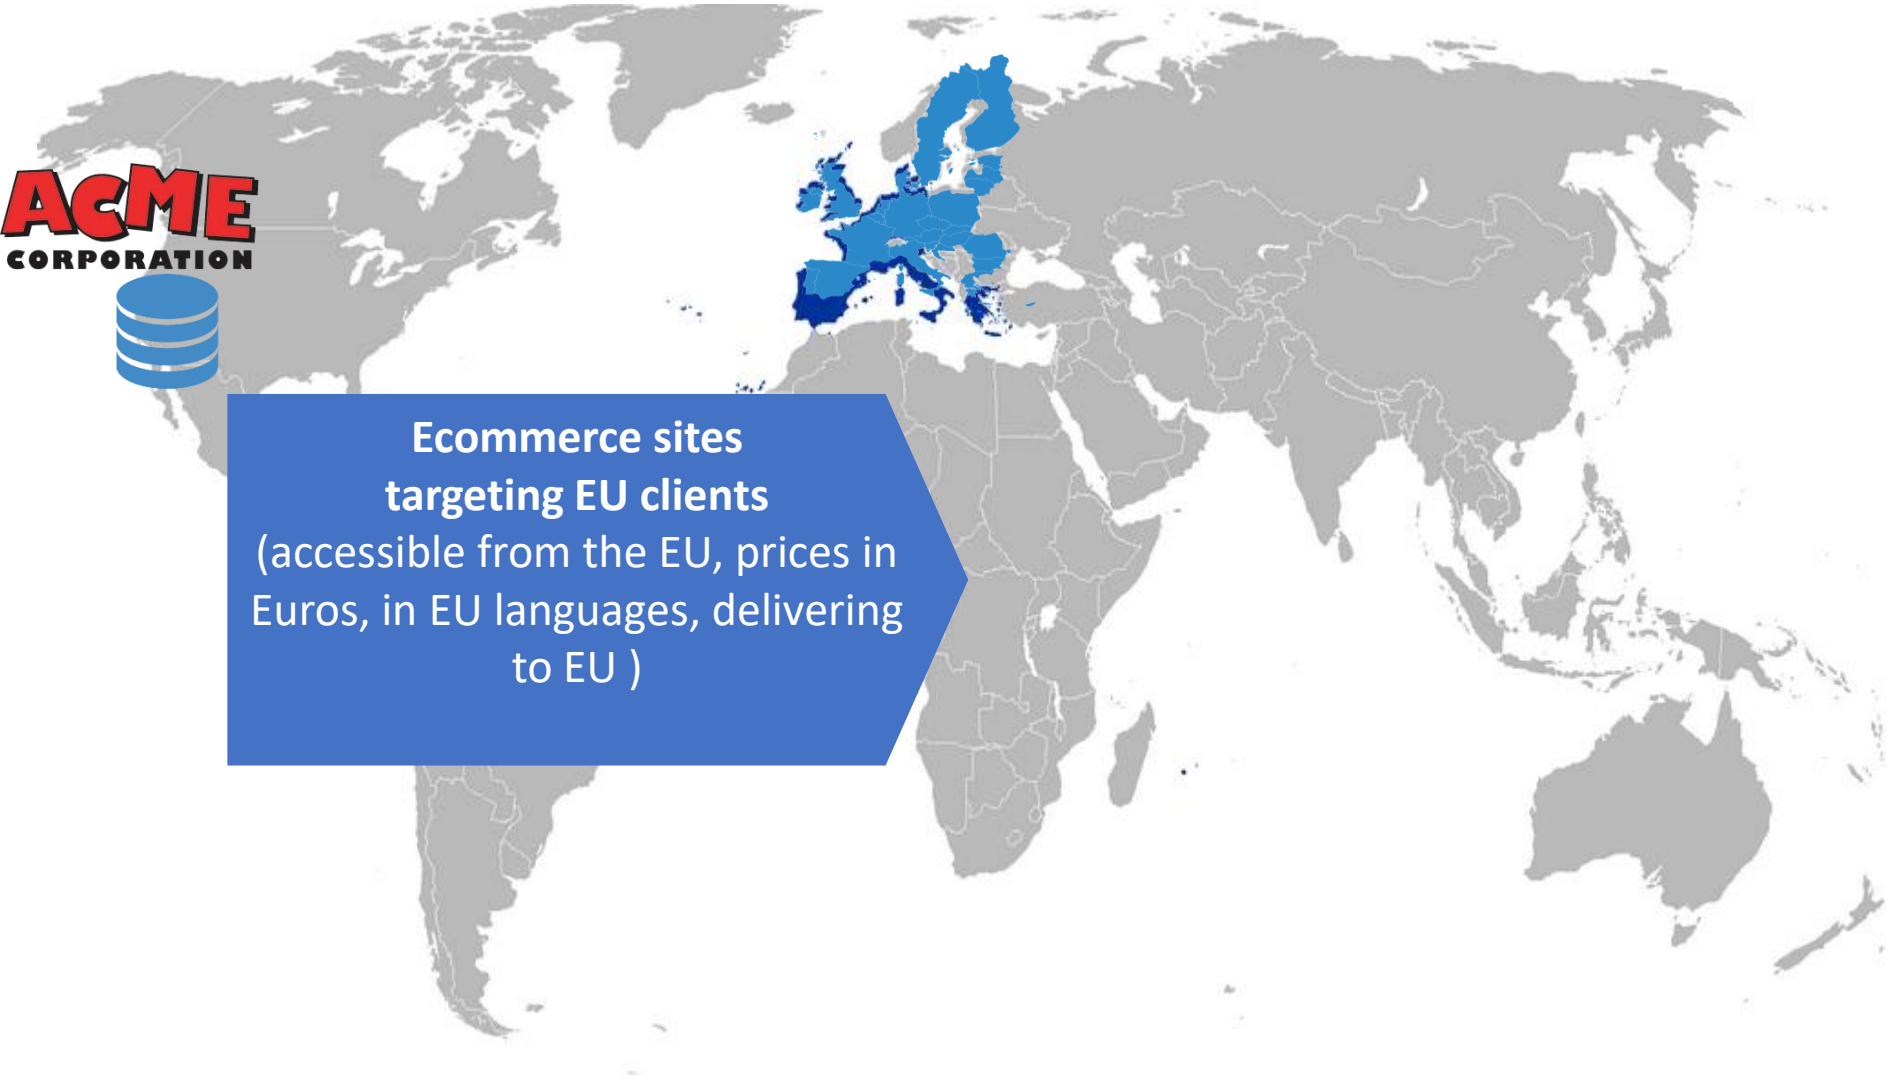 ACME
CORPORATION
Ecommerce sites
targeting EU clients
(accessible from the EU, prices in
Euros, in EU languages, delivering
to EU )